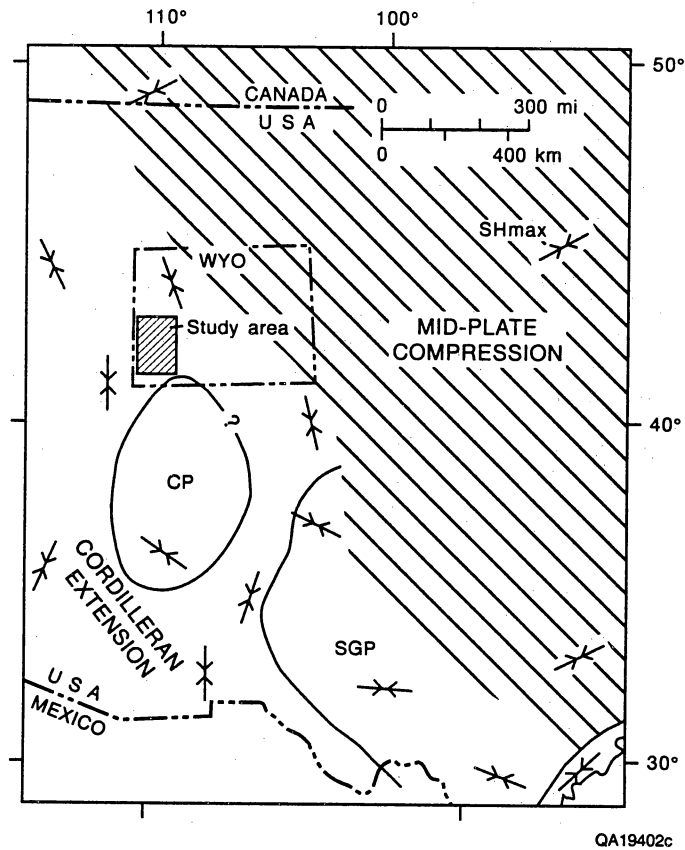 110°
100°
50°
CANADA
U S A
0 300 mi
0 400 km
SHmax
WYO
Study area
MID-PLATE
COMPRESSION
?
40°
CP
CORDILLERAN
EXTENSION
SGP
U S A
MEXICO
30°
QA19402c